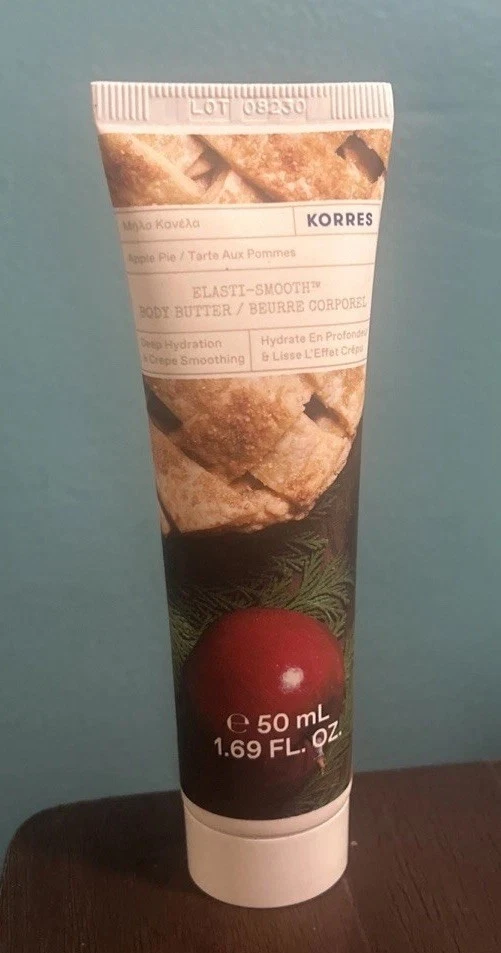 LOT 08230
Μήλο Κανέλα
KORRES
Apple Pie / Tarte Aux Pommes
ELASTI-SMOOTH™
BODY BUTTER / BEURRE CORPOREL
Deep Hydration
& Crepe Smoothing
Hydrate En Profondeur
& Lisse L'Effet Crêpe
℮ 50 mL
1.69 FL. OZ.